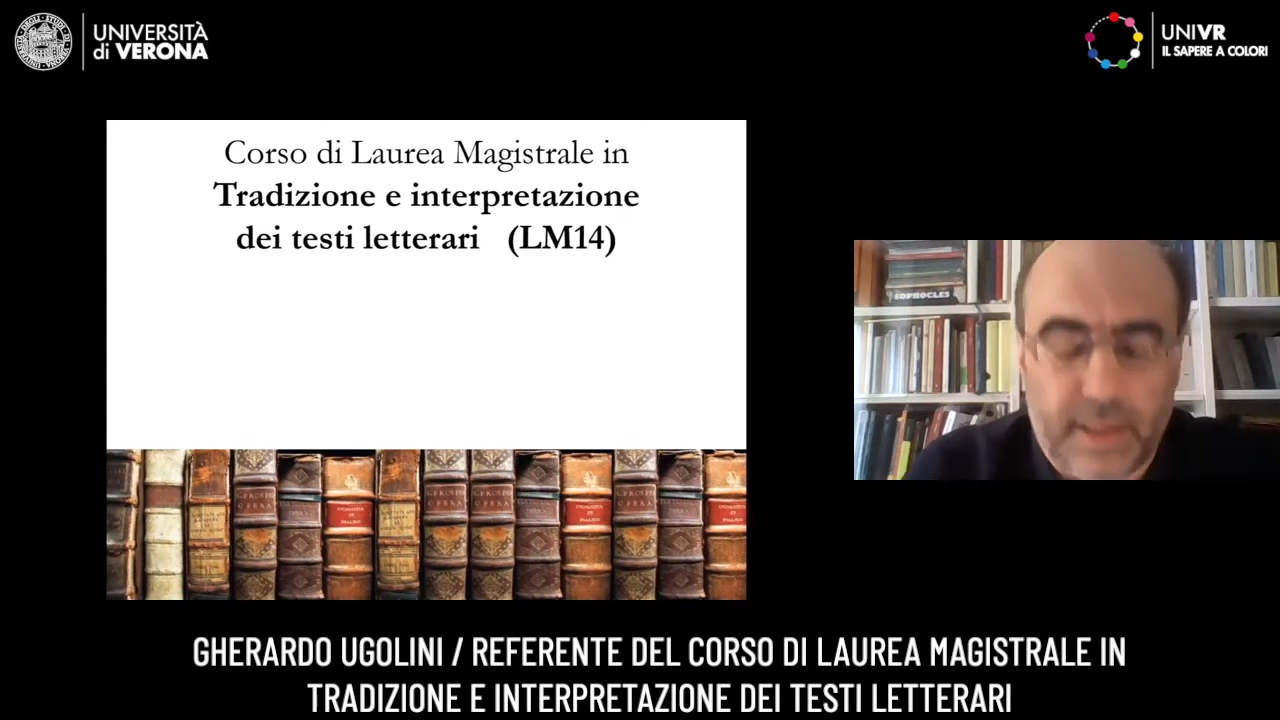 UNIVERSITÀ
di VERONA
UNIVR
IL SAPERE A COLORI
Corso di Laurea Magistrale in
Tradizione e interpretazione
dei testi letterari (LM14)
SOPHOCLES
GHERARDO UGOLINI / REFERENTE DEL CORSO DI LAUREA MAGISTRALE IN
TRADIZIONE E INTERPRETAZIONE DEI TESTI LETTERARI